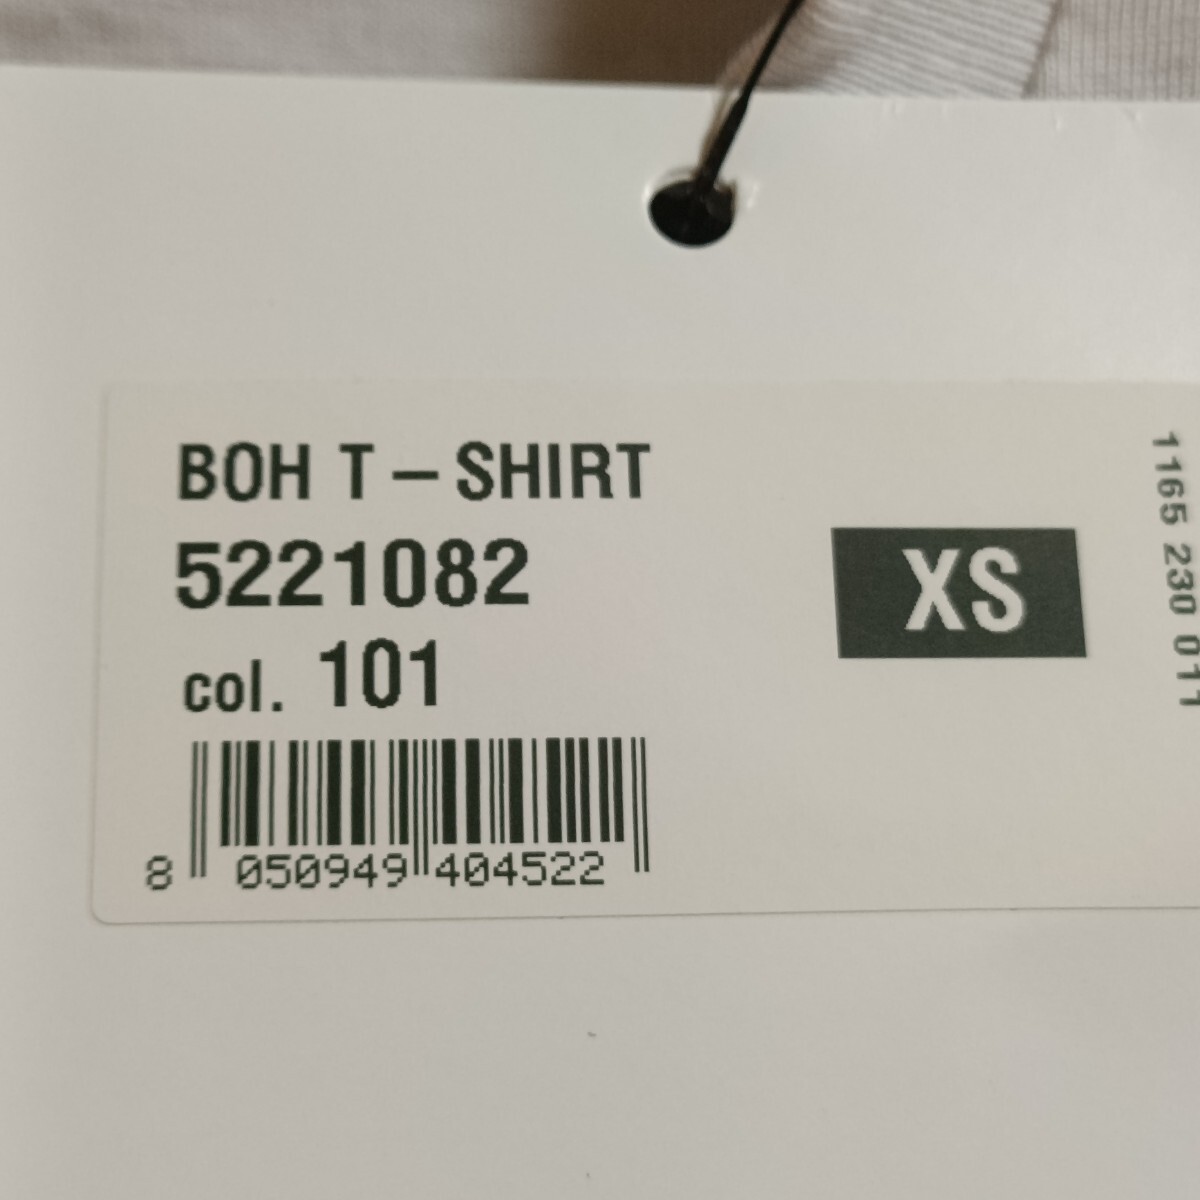 BOH T-SHIRT
5221082
col. 101
XS
8 050949 404522
1165 230 011